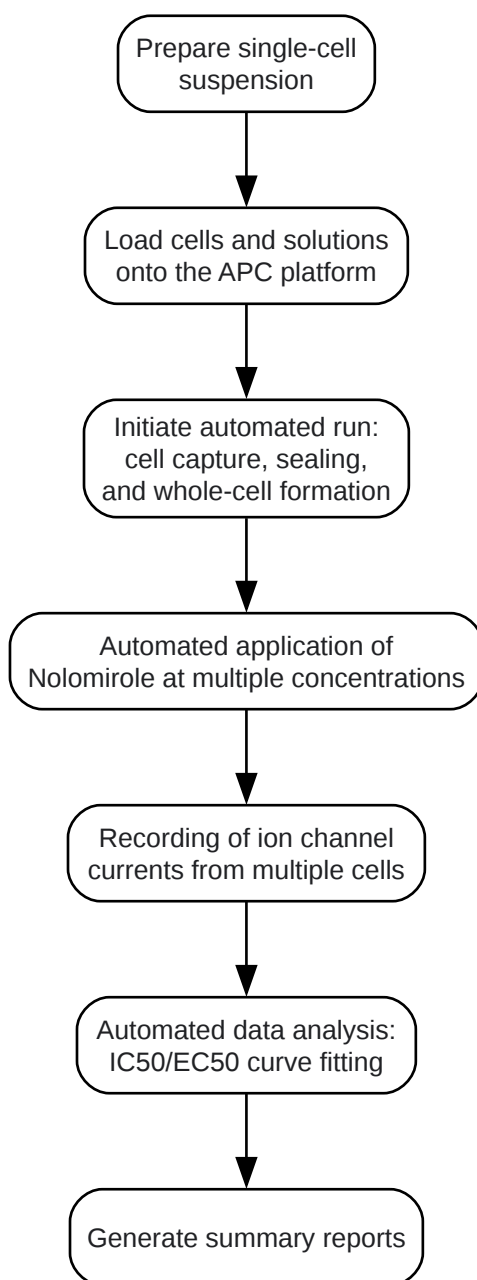 Prepare single-cell
suspension
Load cells and solutions
onto the APC platform
Initiate automated run:
cell capture, sealing,
and whole-cell formation
Automated application of
Nolomirole at multiple concentrations
Recording of ion channel
currents from multiple cells
Automated data analysis:
IC50/EC50 curve fitting
Generate summary reports